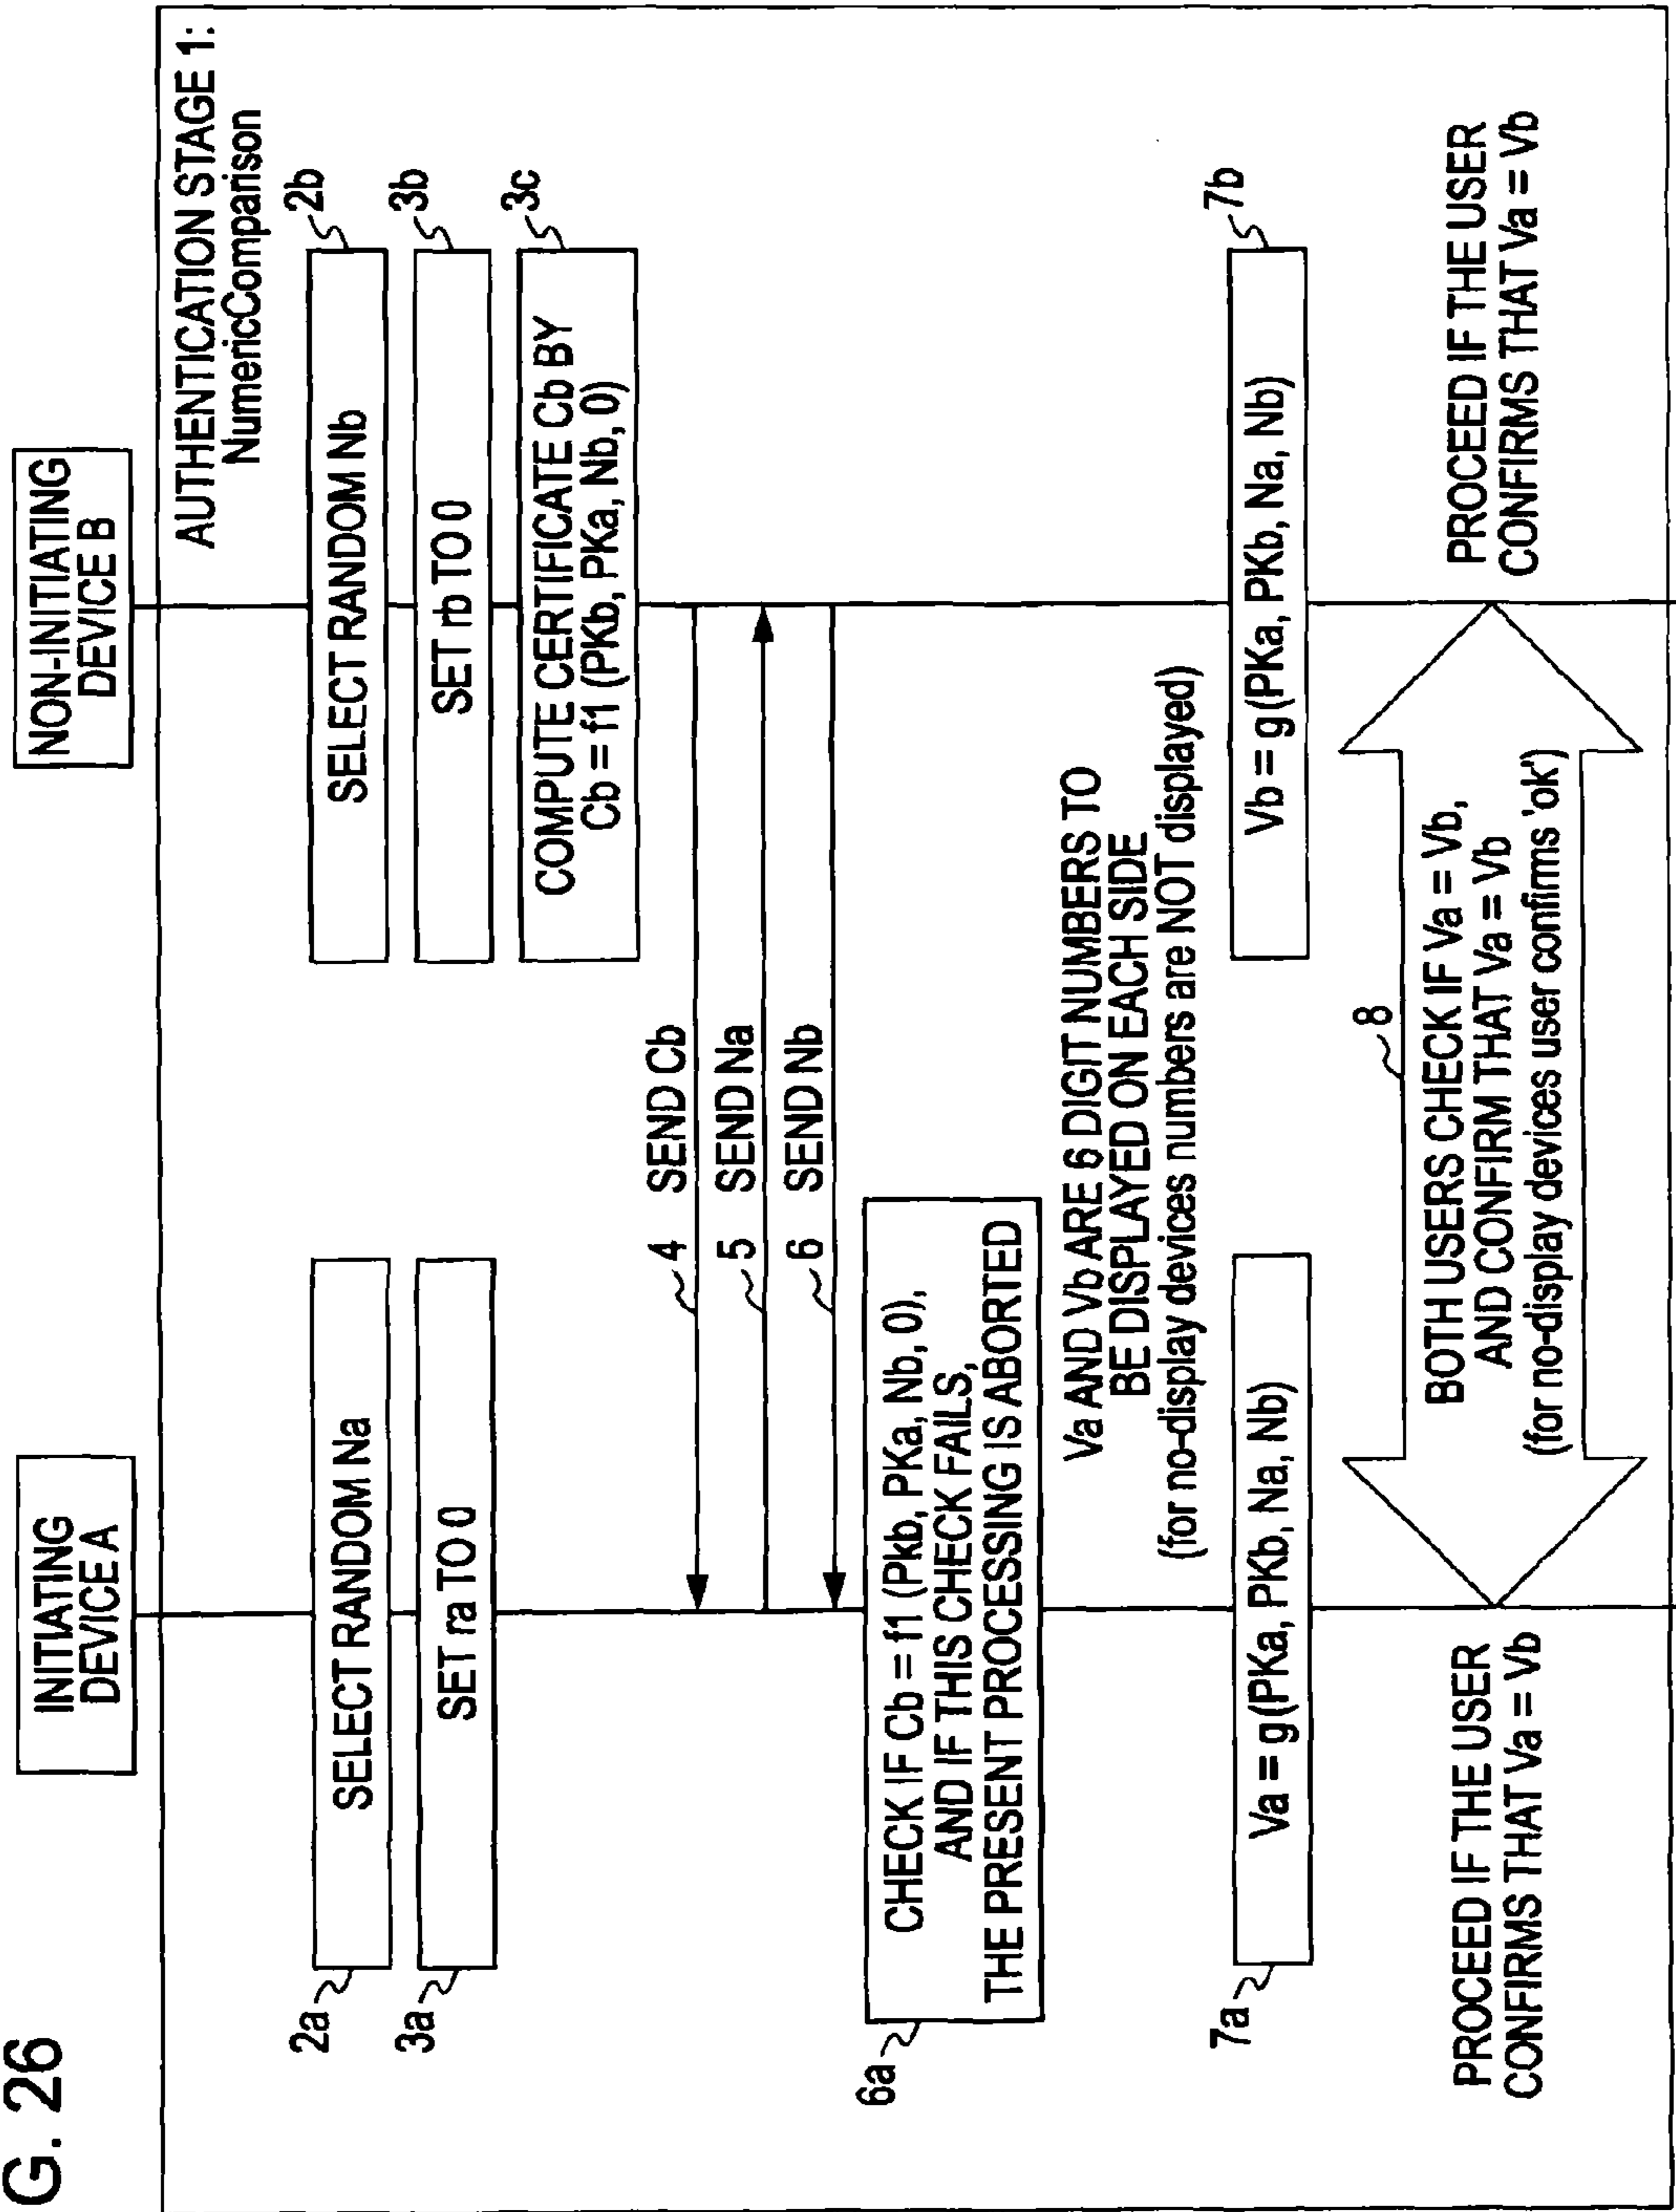 G. 26
INITIATING
DEVICE A
NON-INITIATING
DEVICE B
AUTHENTICATION STAGE 1:
NumericComparison
2a
SELECT RANDOM Na
SELECT RANDOM Nb
2b
3a
SET ra TO 0
SET rb TO 0
3b
COMPUTE CERTIFICATE Cb BY
Cb = f1 (PKb, PKa, Nb, 0)
3c
4 SEND Cb
5 SEND Na
6 SEND Nb
6a
CHECK IF Cb = f1 (Pkb, PKa, Nb, 0),
AND IF THIS CHECK FAILS,
THE PRESENT PROCESSING IS ABORTED
Va AND Vb ARE 6 DIGIT NUMBERS TO
BE DISPLAYED ON EACH SIDE
(for no-display devices numbers are NOT displayed)
7a
Va = g(PKa, PKb, Na, Nb)
Vb = g(PKa, PKb, Na, Nb)
7b
8
BOTH USERS CHECK IF Va = Vb,
AND CONFIRM THAT Va = Vb
(for no-display devices user confirms 'ok')
PROCEED IF THE USER
CONFIRMS THAT Va = Vb
PROCEED IF THE USER
CONFIRMS THAT Va = Vb